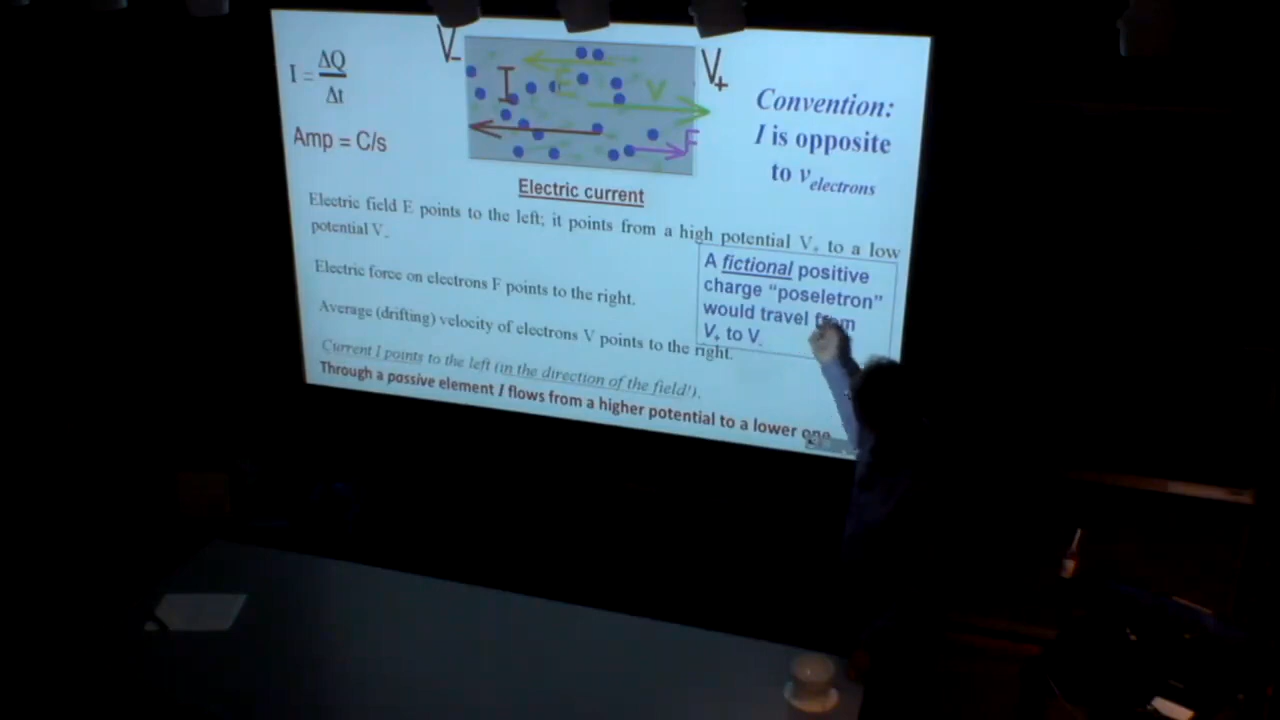 I = ΔQ
Δt
Amp = C/s
V-
V+
I
E
V
F
Electric current
Convention:
I is opposite
to v electrons
Electric field E points to the left; it points from a high potential V+ to a low
potential V-
Electric force on electrons F points to the right.
Average (drifting) velocity of electrons V points to the right.
Current I points to the left (in the direction of the field!).
Through a passive element I flows from a higher potential to a lower one
A fictional positive
charge “poseletron”
would travel from
V+ to V-